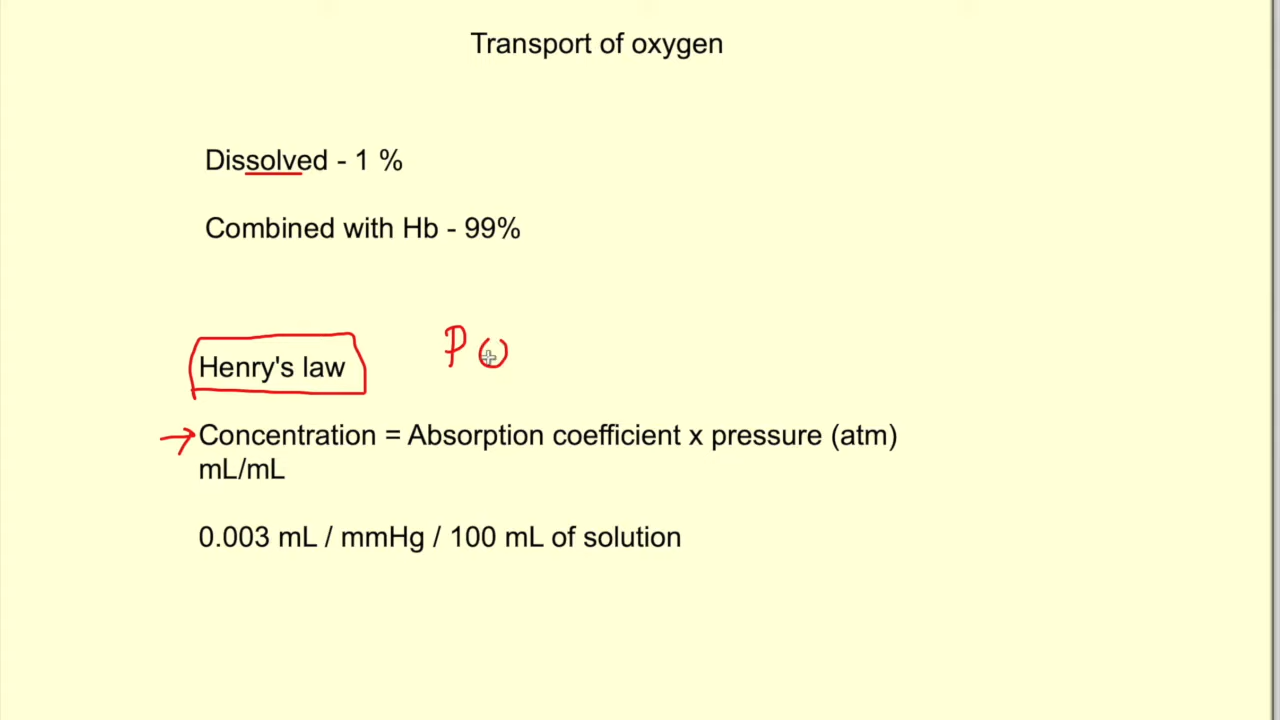 Transport of oxygen
Dissolved - 1 %
Combined with Hb - 99%
P
Henry's law
Concentration = Absorption coefficient x pressure (atm)
mL/mL
0.003 mL / mmHg / 100 mL of solution